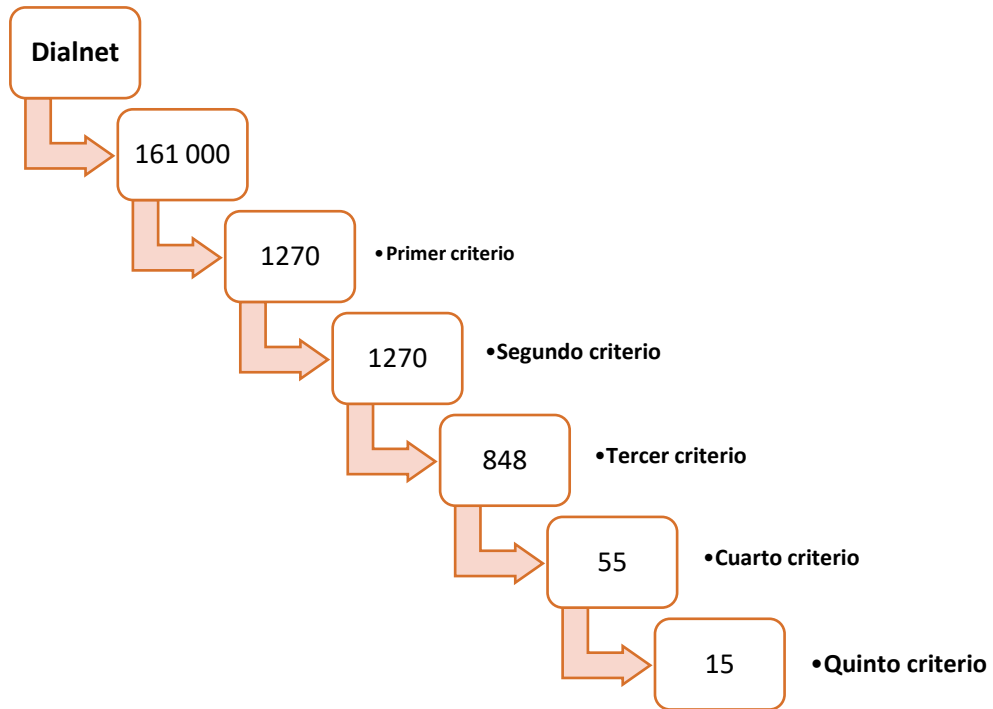 Dialnet
161 000
1270
•Primer criterio
1270
•Segundo criterio
848
•Tercer criterio
55
•Cuarto criterio
15
•Quinto criterio